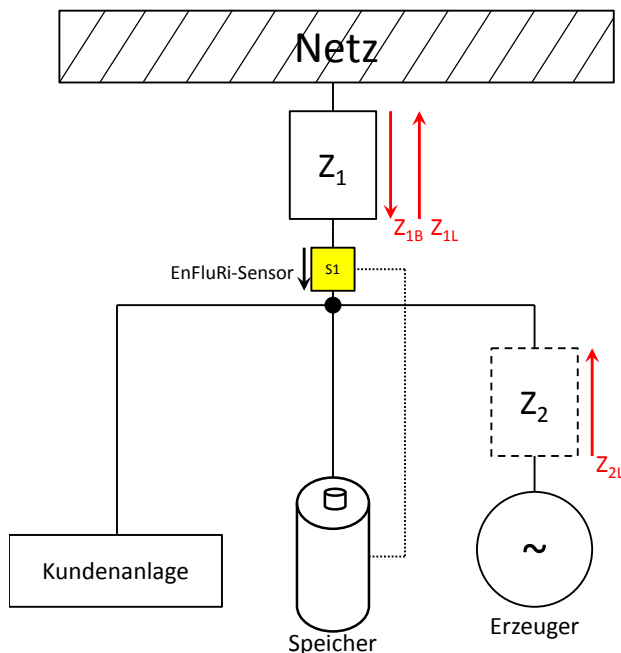 Netz
Z1
Z1B Z1L
EnFluRi-Sensor
S1
Z2
Z2L
Kundenanlage
~
Speicher
Erzeuger